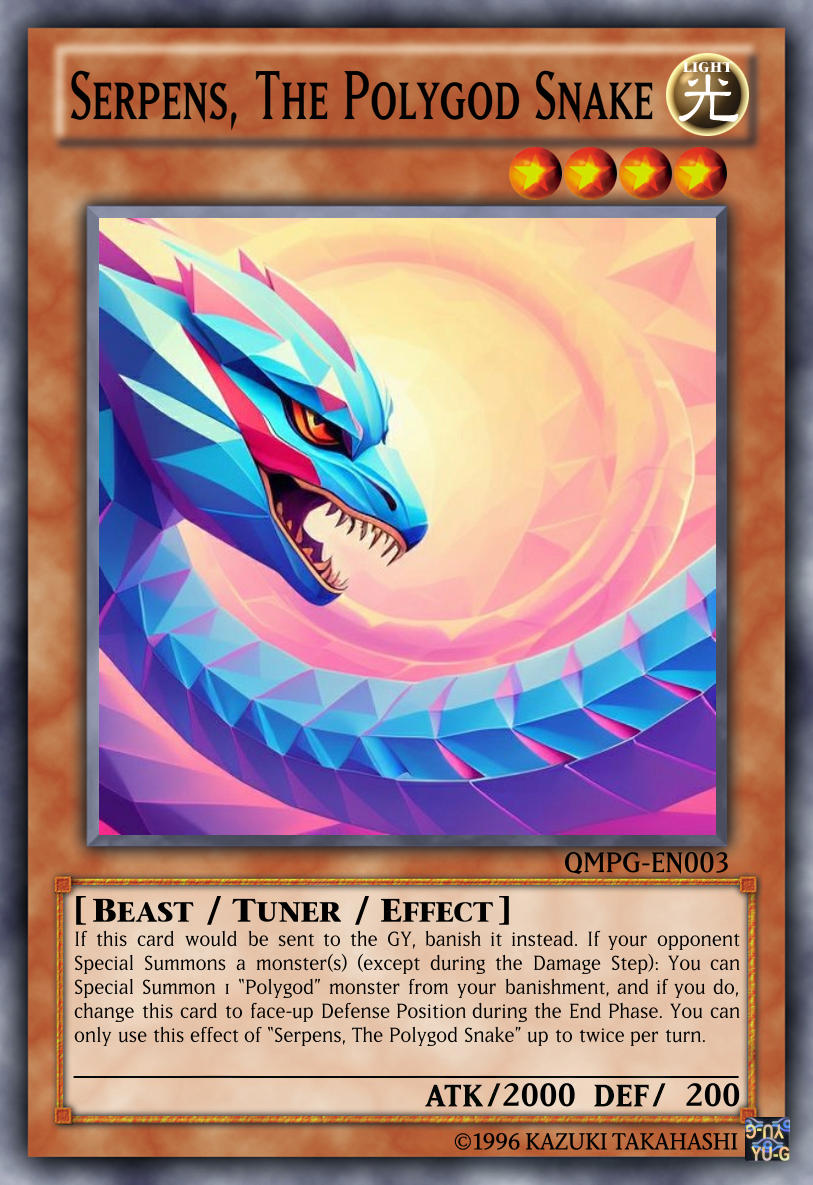 Serpens, The Polygod Snake
LIGHT
光
QMPG-EN003
[ Beast / Tuner / Effect ]
If this card would be sent to the GY, banish it instead. If your opponent
Special Summons a monster(s) (except during the Damage Step): You can
Special Summon 1 "Polygod" monster from your banishment, and if you do,
change this card to face-up Defense Position during the End Phase. You can
only use this effect of "Serpens, The Polygod Snake" up to twice per turn.
ATK/2000 DEF/ 200
©1996 KAZUKI TAKAHASHI
YU-G
YU-G